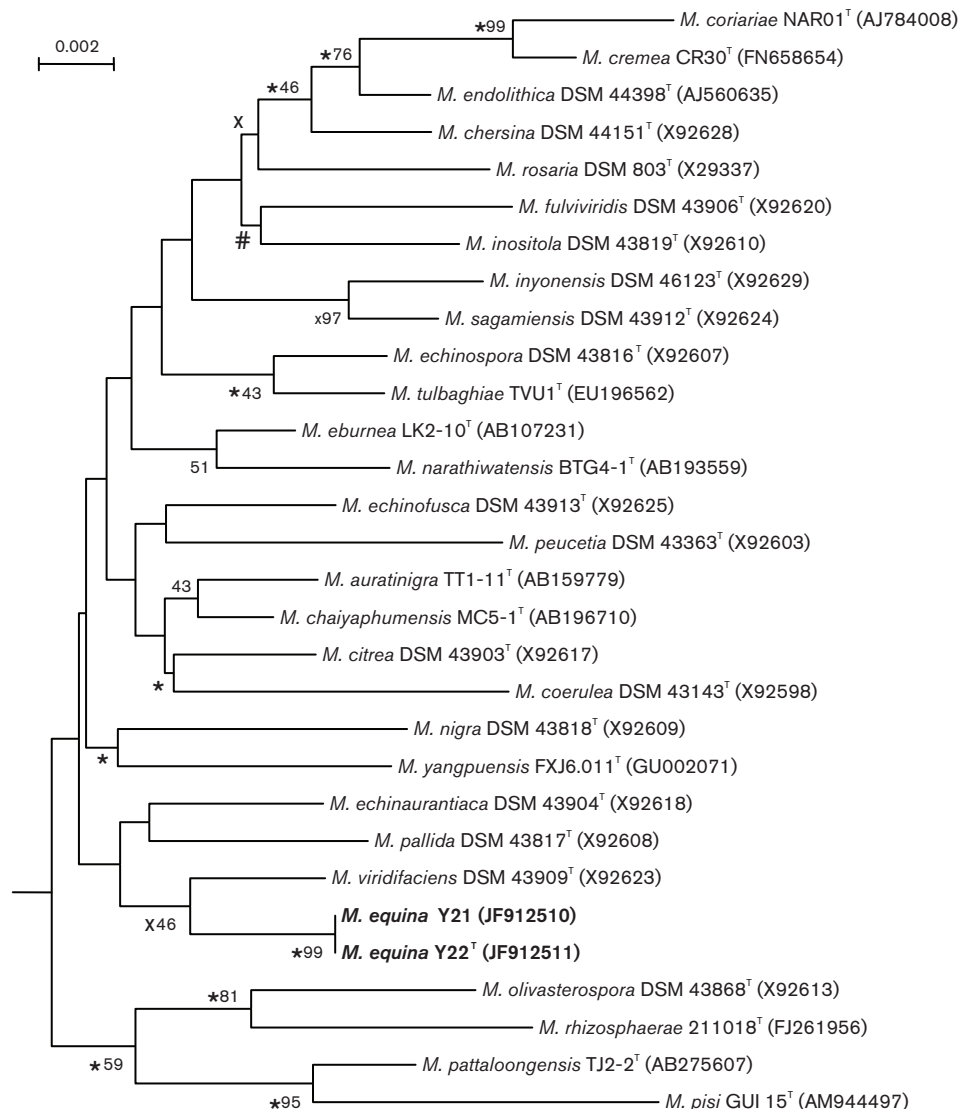 0.002
*99
M. coriariae NAR01ᵀ (AJ784008)
M. cremea CR30ᵀ (FN658654)
*76
M. endolithica DSM 44398ᵀ (AJ560635)
*46
M. chersina DSM 44151ᵀ (X92628)
x
M. rosaria DSM 803ᵀ (X29337)
M. fulviviridis DSM 43906ᵀ (X92620)
#
M. inositola DSM 43819ᵀ (X92610)
M. inyonensis DSM 46123ᵀ (X92629)
x97
M. sagamiensis DSM 43912ᵀ (X92624)
M. echinospora DSM 43816ᵀ (X92607)
*43
M. tulbaghiae TVU1ᵀ (EU196562)
M. eburnea LK2-10ᵀ (AB107231)
51
M. narathiwatensis BTG4-1ᵀ (AB193559)
M. echinofusca DSM 43913ᵀ (X92625)
M. peucetia DSM 43363ᵀ (X92603)
43
M. auratinigra TT1-11ᵀ (AB159779)
M. chaiyaphumensis MC5-1ᵀ (AB196710)
M. citrea DSM 43903ᵀ (X92617)
*
M. coerulea DSM 43143ᵀ (X92598)
M. nigra DSM 43818ᵀ (X92609)
*
M. yangpuensis FXJ6.011ᵀ (GU002071)
M. echinaurantiaca DSM 43904ᵀ (X92618)
M. pallida DSM 43817ᵀ (X92608)
M. viridifaciens DSM 43909ᵀ (X92623)
x46
M. equina Y21 (JF912510)
*99
M. equina Y22ᵀ (JF912511)
*81
M. olivasterospora DSM 43868ᵀ (X92613)
M. rhizosphaerae 211018ᵀ (FJ261956)
*59
M. pattaloongensis TJ2-2ᵀ (AB275607)
*95
M. pisi GUI 15ᵀ (AM944497)